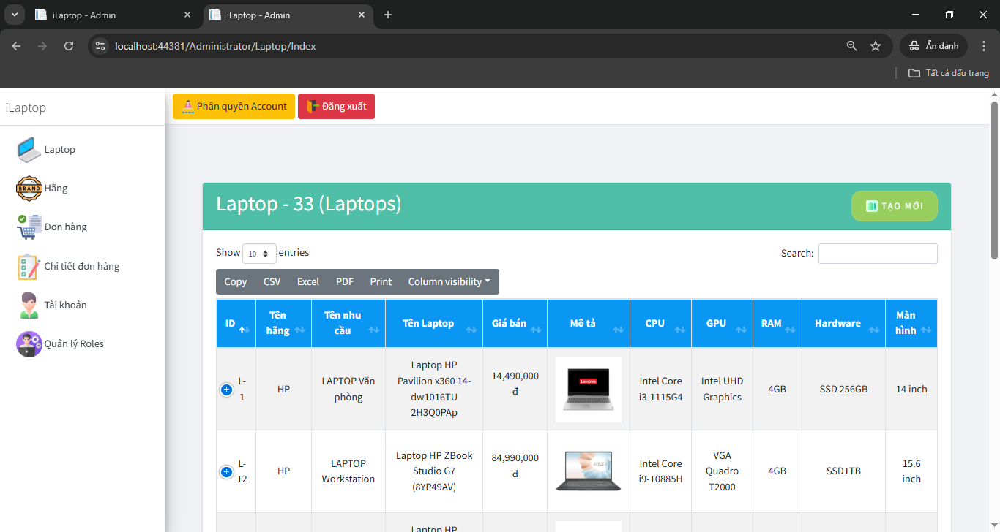 iLaptop - Admin
iLaptop - Admin
localhost:44381/Administrator/Laptop/Index
Ẩn danh
Tất cả dấu trang
iLaptop
Phân quyền Account
Đăng xuất
Laptop
BRAND
Hãng
Đơn hàng
Chi tiết đơn hàng
Tài khoản
Quản lý Roles
Laptop - 33 (Laptops)
TẠO MỚI
Show 10 entries
Search:
Copy CSV Excel PDF Print Column visibility
ID
Tên
hãng
Tên nhu
cầu
Tên Laptop
Giá bán
Mô tả
CPU
GPU
RAM
Hardware
Màn
hình
L-
1
HP
LAPTOP Văn
phòng
Laptop HP
Pavilion x360 14-
dw1016TU
2H3Q0PAp
14,490,000
đ
Lenovo
Intel Core
i3-1115G4
Intel UHD
Graphics
4GB
SSD 256GB
14 inch
L-
12
HP
LAPTOP
Workstation
Laptop HP ZBook
Studio G7
(8YP49AV)
84,990,000
đ
msi
Intel Core
i9-10885H
VGA
Quadro
T2000
4GB
SSD1TB
15.6
inch
Laptop HP